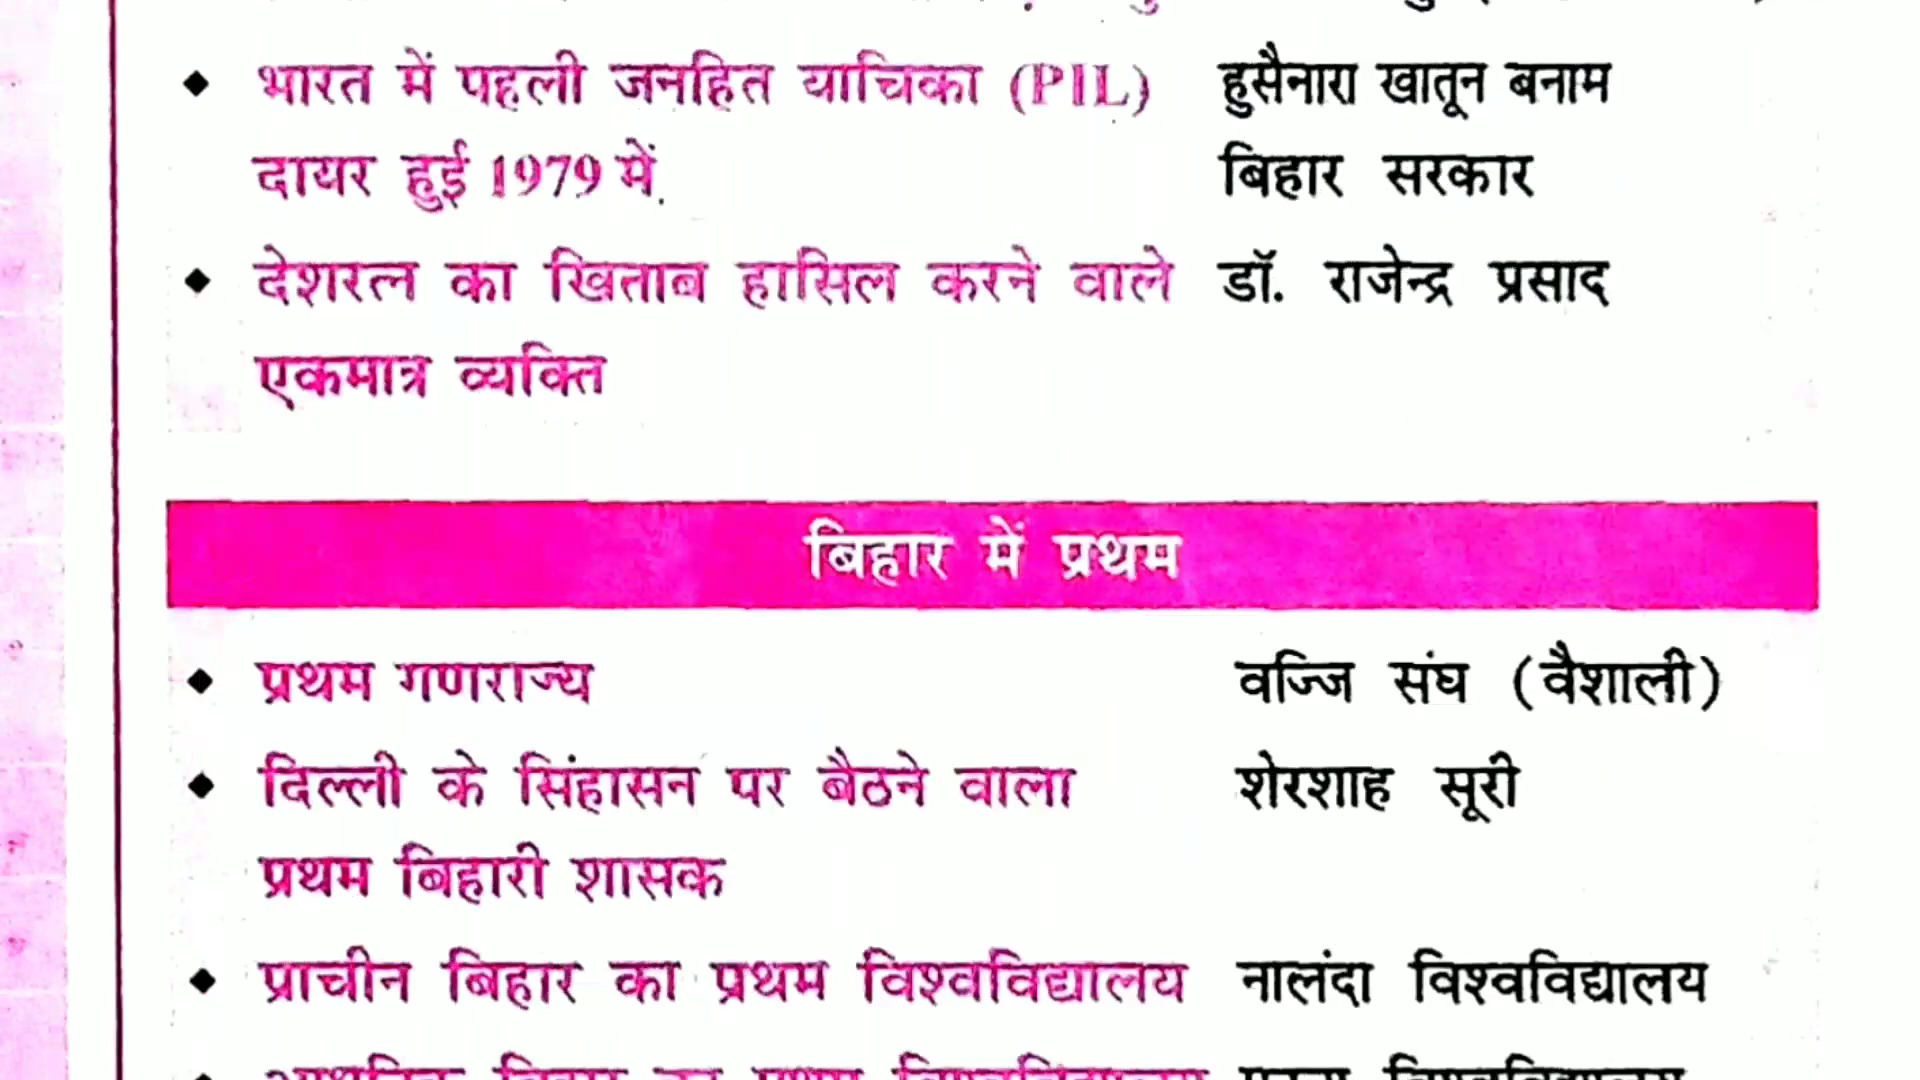 ◆ भारत में पहली जनहित याचिका (PIL) हुसैनारा खातून बनाम
दायर हुई 1979 में. बिहार सरकार
◆ देशरत्न का खिताब हासिल करने वाले डॉ. राजेन्द्र प्रसाद
एकमात्र व्यक्ति
बिहार में प्रथम
◆ प्रथम गणराज्य वज्जि संघ (वैशाली)
◆ दिल्ली के सिंहासन पर बैठने वाला शेरशाह सूरी
प्रथम बिहारी शासक
◆ प्राचीन बिहार का प्रथम विश्वविद्यालय नालंदा विश्वविद्यालय